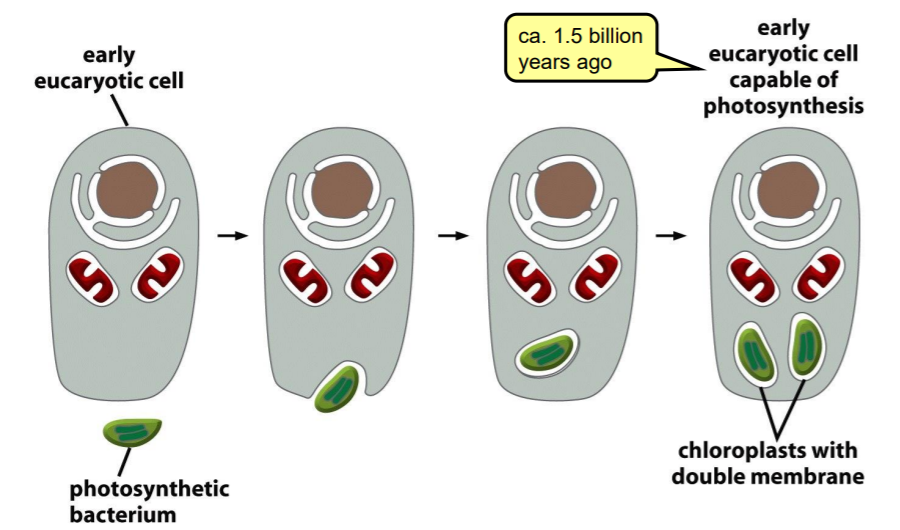 early
eucaryotic cell
ca. 1.5 billion
years ago
early
eucaryotic cell
capable of
photosynthesis
photosynthetic
bacterium
chloroplasts with
double membrane